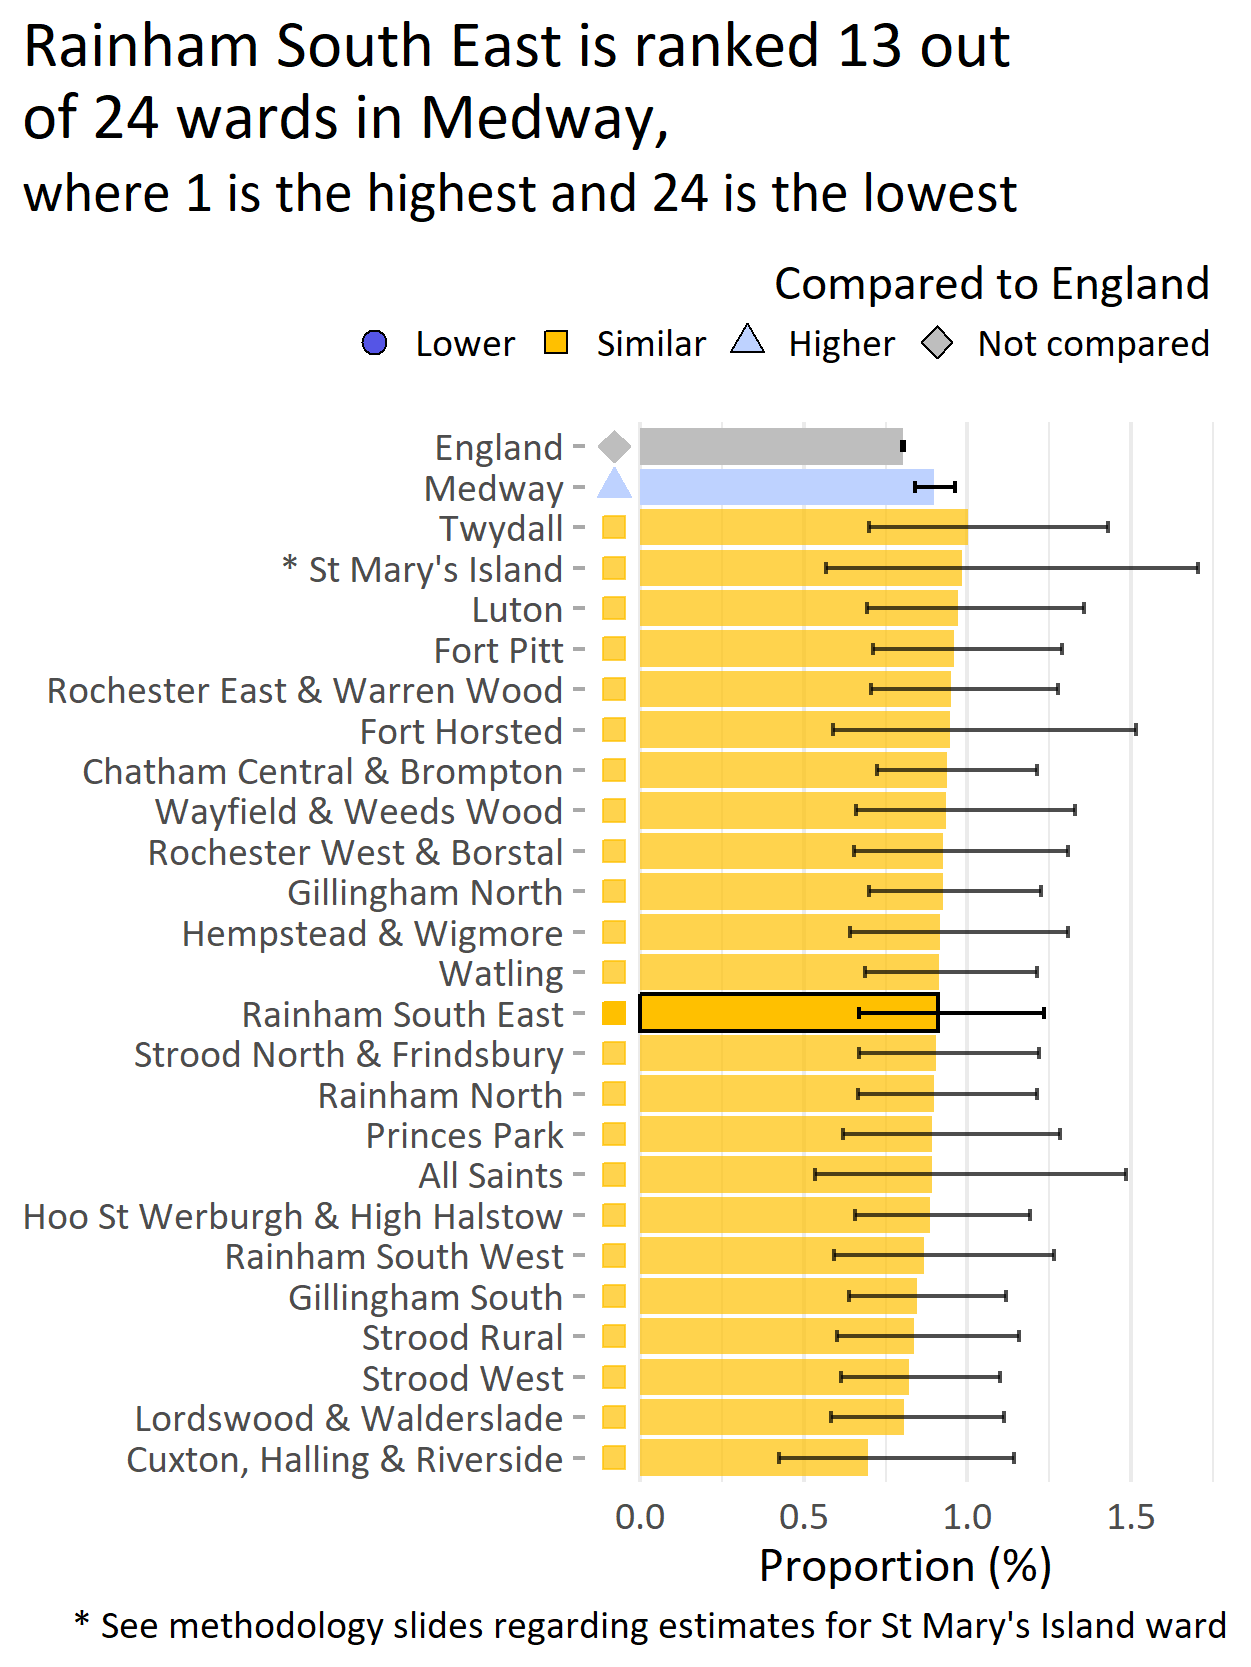 Rainham South East is ranked 13 out
of 24 wards in Medway,
where 1 is the highest and 24 is the lowest
Compared to England
Lower Similar Higher Not compared
England
Medway
Twydall
* St Mary's Island
Luton
Fort Pitt
Rochester East & Warren Wood
Fort Horsted
Chatham Central & Brompton
Wayfield & Weeds Wood
Rochester West & Borstal
Gillingham North
Hempstead & Wigmore
Watling
Rainham South East
Strood North & Frindsbury
Rainham North
Princes Park
All Saints
Hoo St Werburgh & High Halstow
Rainham South West
Gillingham South
Strood Rural
Strood West
Lordswood & Walderslade
Cuxton, Halling & Riverside
0.0 0.5 1.0 1.5
Proportion (%)
* See methodology slides regarding estimates for St Mary's Island ward